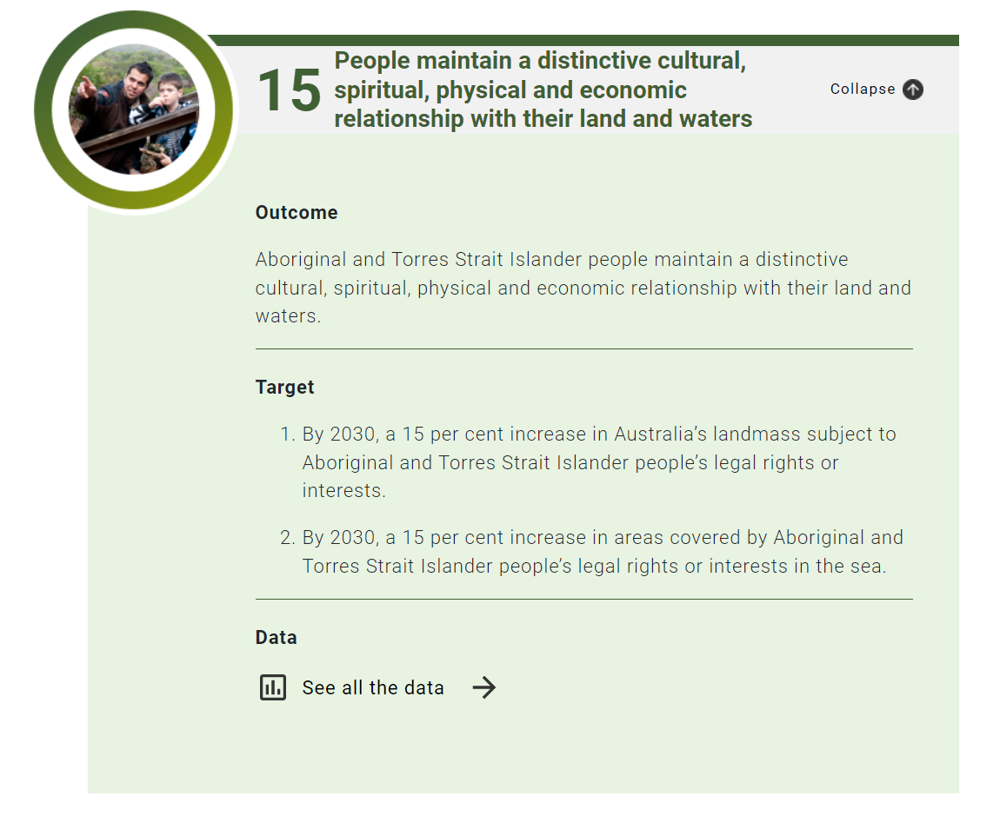 15
People maintain a distinctive cultural,
spiritual, physical and economic
relationship with their land and waters
Collapse
Outcome
Aboriginal and Torres Strait Islander people maintain a distinctive
cultural, spiritual, physical and economic relationship with their land and
waters.
Target
1. By 2030, a 15 per cent increase in Australia’s landmass subject to
Aboriginal and Torres Strait Islander people’s legal rights or
interests.
2. By 2030, a 15 per cent increase in areas covered by Aboriginal and
Torres Strait Islander people’s legal rights or interests in the sea.
Data
See all the data